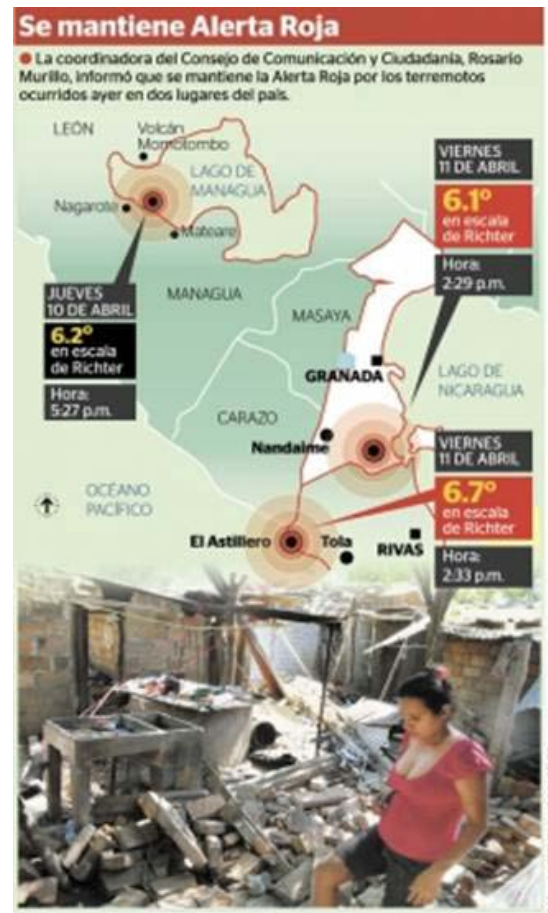 Se mantiene Alerta Roja
La coordinadora del Consejo de Comunicación y Ciudadanía, Rosario
Murillo, informó que se mantiene la Alerta Roja por los terremotos
ocurridos ayer en dos lugares del país.
LEÓN
Volcán
Momotombo
LAGO DE
MANAGUA
Nagarote
Mateare
VIERNES
11 DE ABRIL
6.1°
en escala
de Richter
Hora:
2:29 p.m.
JUEVES
10 DE ABRIL
6.2°
en escala
de Richter
Hora:
5:27 p.m.
MANAGUA
MASAYA
GRANADA
LAGO DE
NICARAGUA
CARAZO
Nandaime
VIERNES
11 DE ABRIL
6.7°
en escala
de Richter
Hora:
2:33 p.m.
OCÉANO
PACÍFICO
El Astillero
Tola
RIVAS